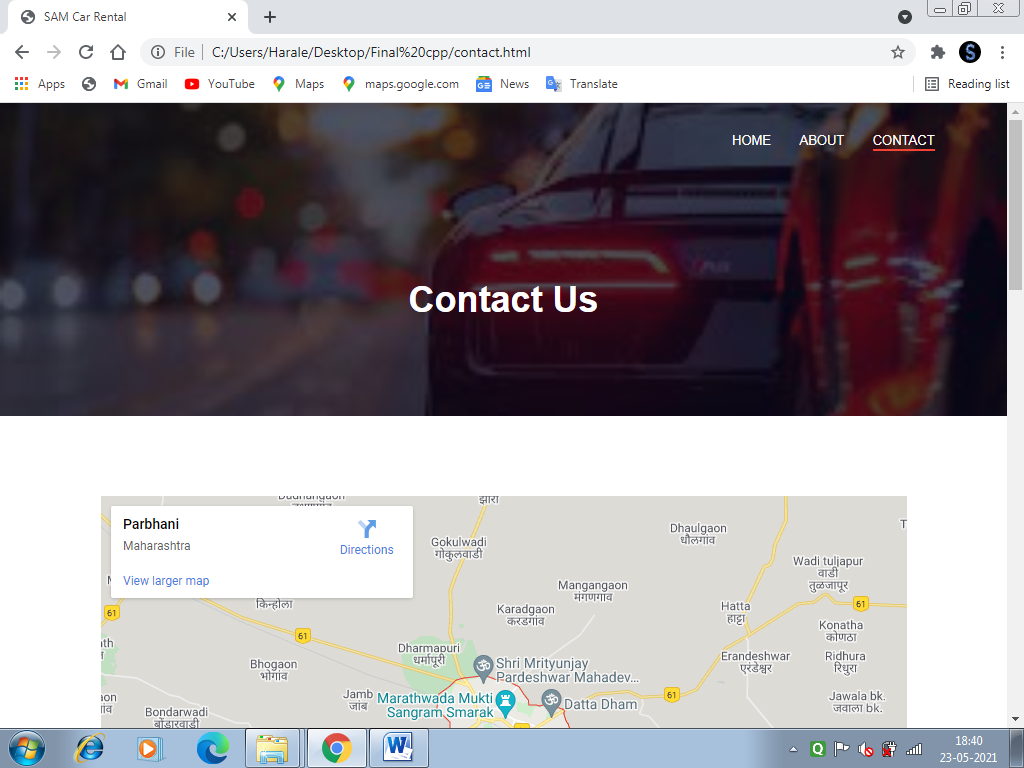 SAM Car Rental
File
C:/Users/Harale/Desktop/Final%20cpp/contact.html
S
Apps
Gmail
YouTube
Maps
maps.google.com
News
Translate
Reading list
HOME ABOUT CONTACT
Contact Us
Parbhani
Maharashtra
Directions
View larger map
झारी
Dhaulgaon
धौलगाव
Gokulwadi
गोकुलवाडी
Wadi tuljapur
वाडी
तुळजापूर
Mangangaon
मंगणगाव
किन्होला
Karadgaon
करडगाव
Hatta
हाट्टा
61
61
61
61
Konatha
कोणठा
Dharmapuri
धर्मापूरी
Erandeshwar
एरंडेश्वर
Ridhura
रिधुरा
Bhogaon
भोगाव
Shri Mrityunjay
Pardeshwar Mahadev...
Jamb
जांब
Marathwada Mukti
Sangram Smarak
Datta Dham
Jawala bk.
जवाला bk.
Bondarwadi
बोंडारवाडी
18:40
23-05-2021